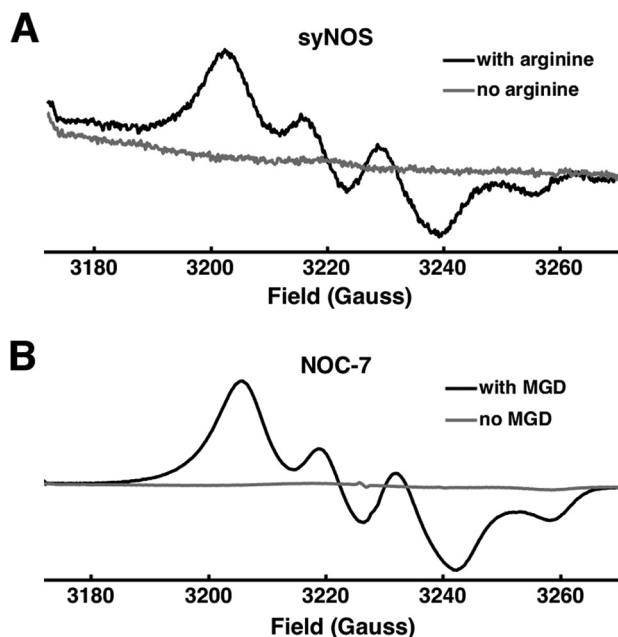 A
syNOS
with arginine
no arginine
3180 3200 3220 3240 3260
Field (Gauss)
B
NOC-7
with MGD
no MGD
3180 3200 3220 3240 3260
Field (Gauss)